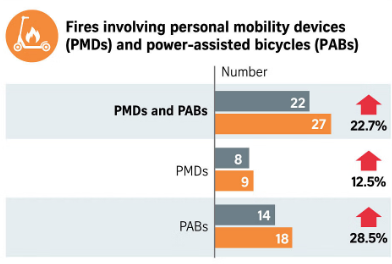 Fires involving personal mobility devices
(PMDs) and power-assisted bicycles (PABs)
Number
PMDs and PABs
22
27
22.7%
PMDs
8
9
12.5%
PABs
14
18
28.5%